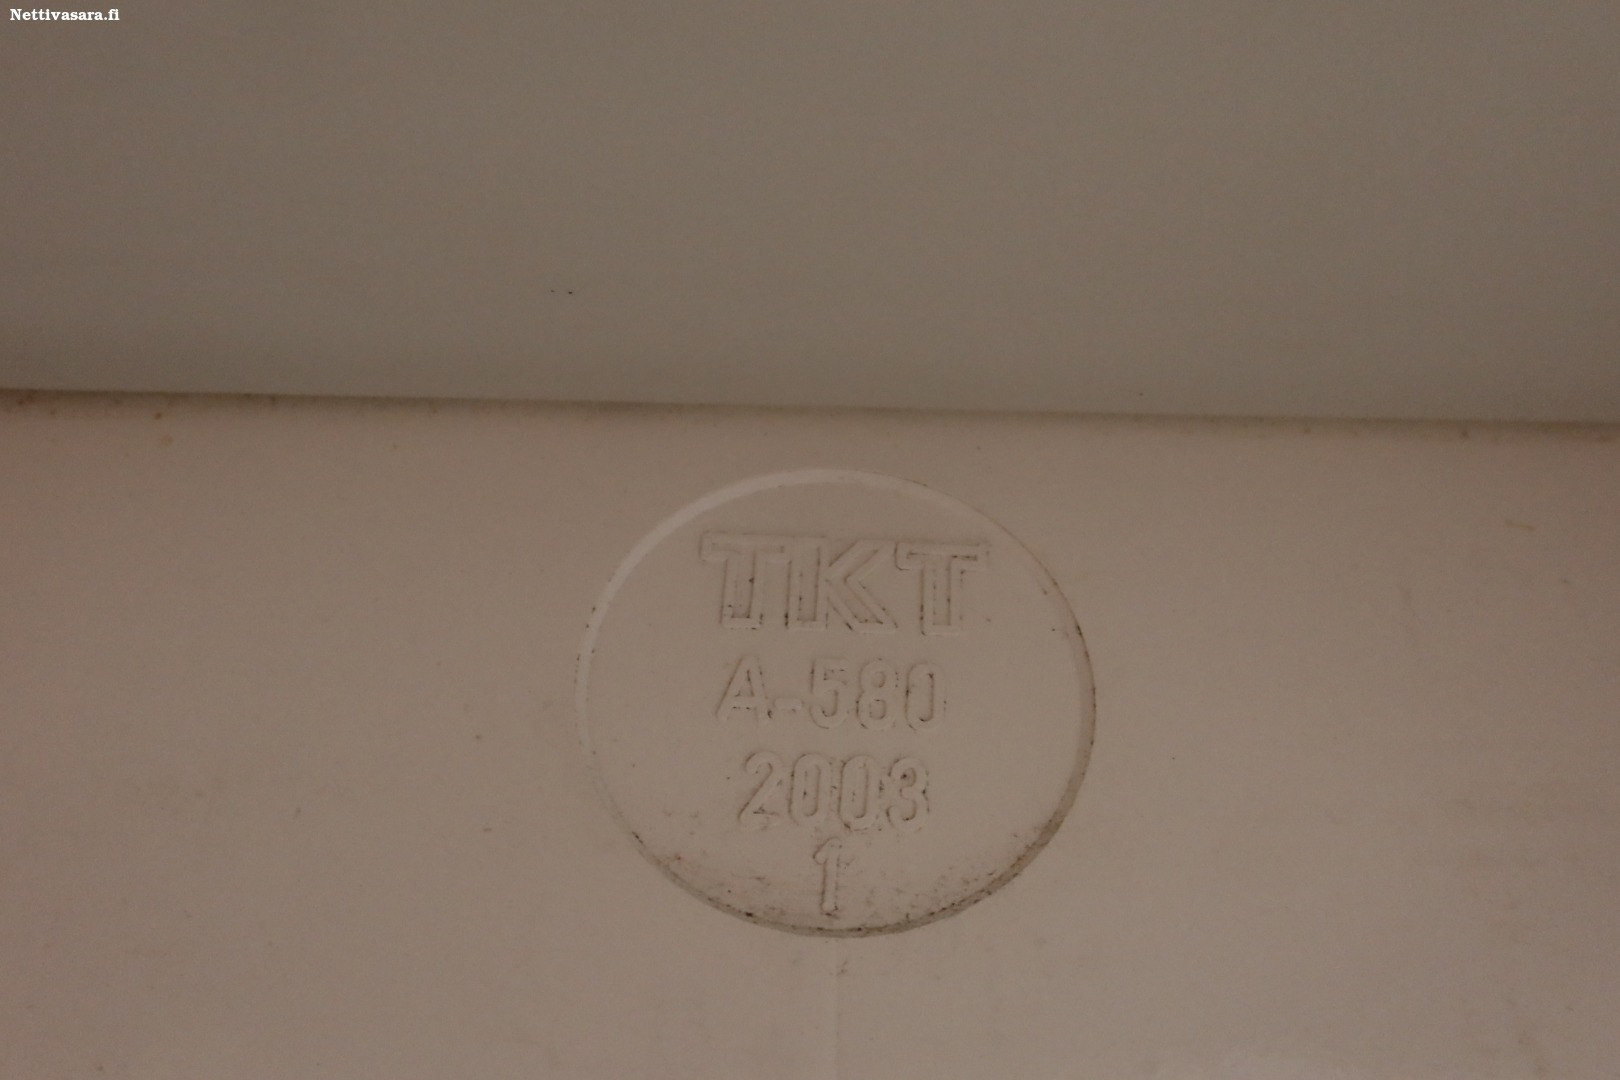 Nettivasara.fi
TKT
A-580
2003
1